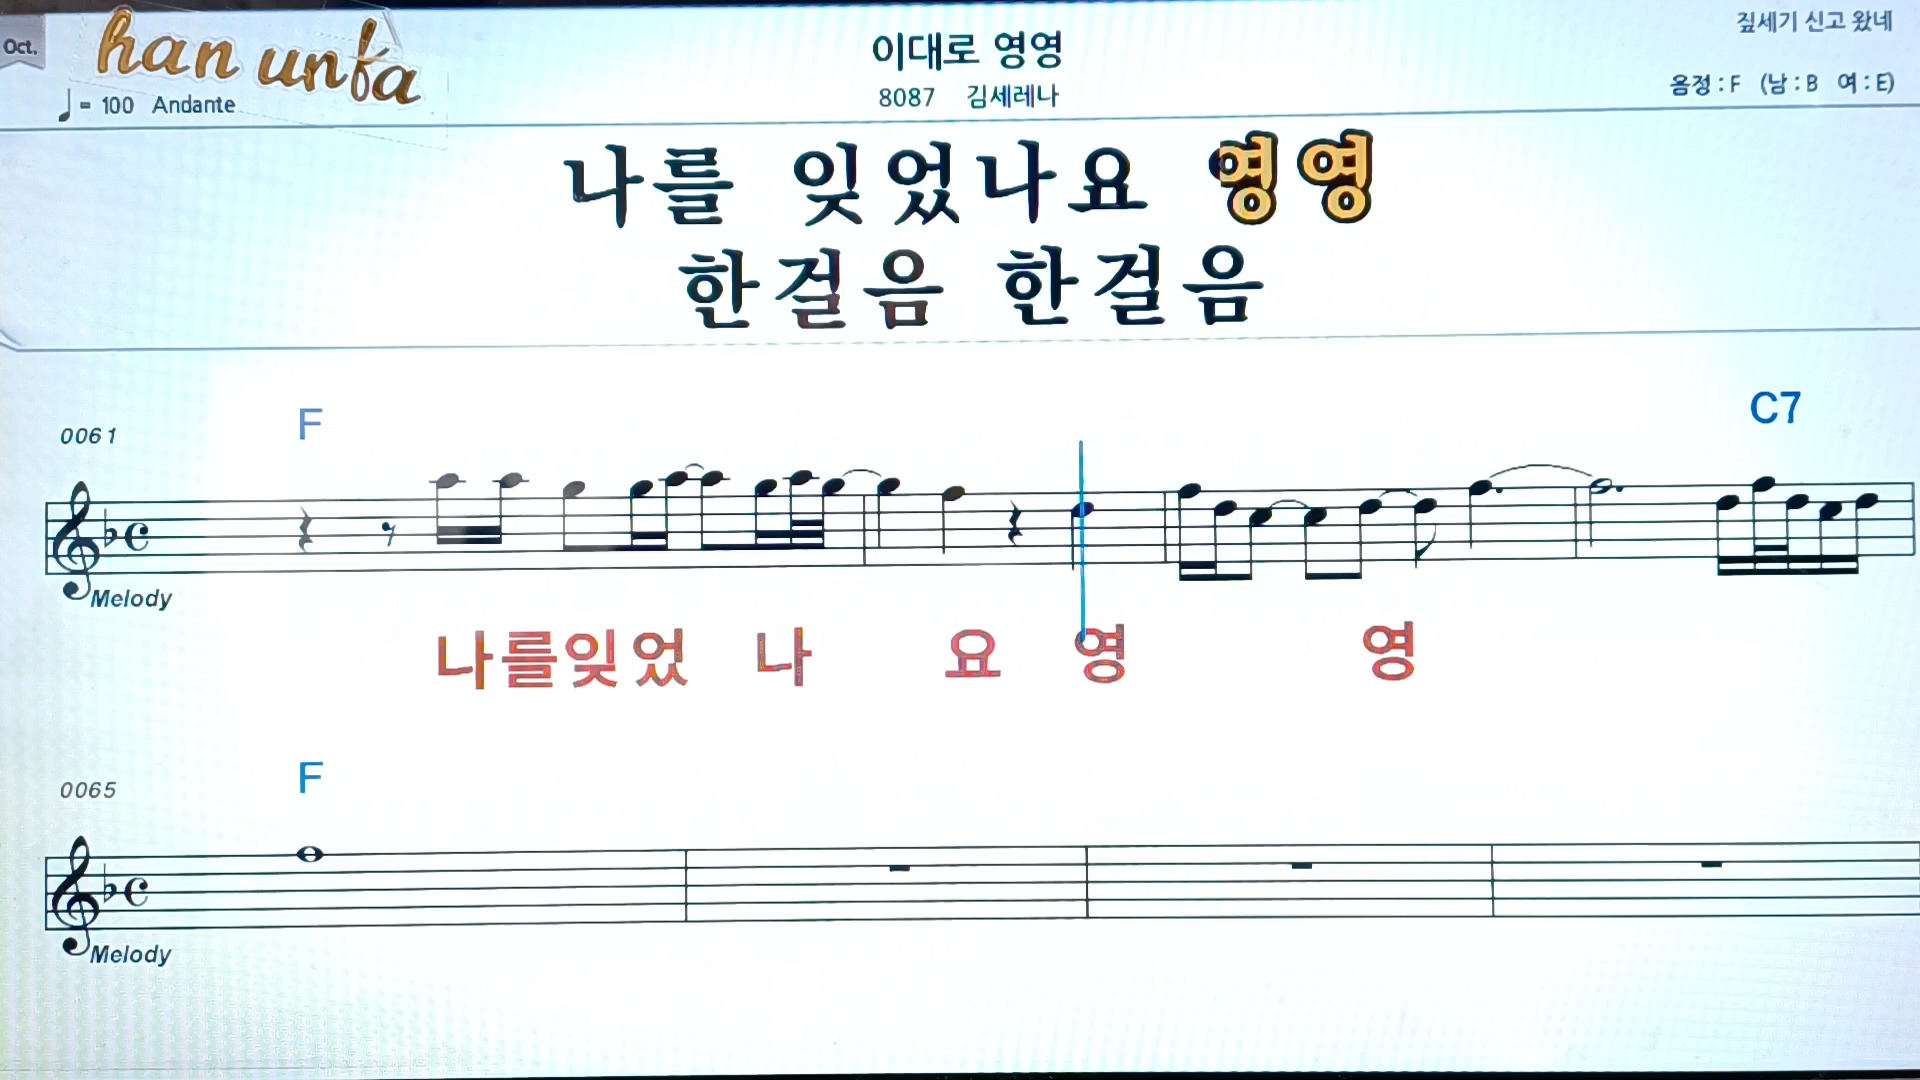 Oct.
han unfa
= 100 Andante
이대로 영영
8087 김세레나
짚세기 신고 왔네
음정 : F (남 : B 여 : E)
나를 잊었나요 영영
한걸음 한걸음
0061
F
C7
Melody
나를잊었 나 요 영 영
0065
F
Melody